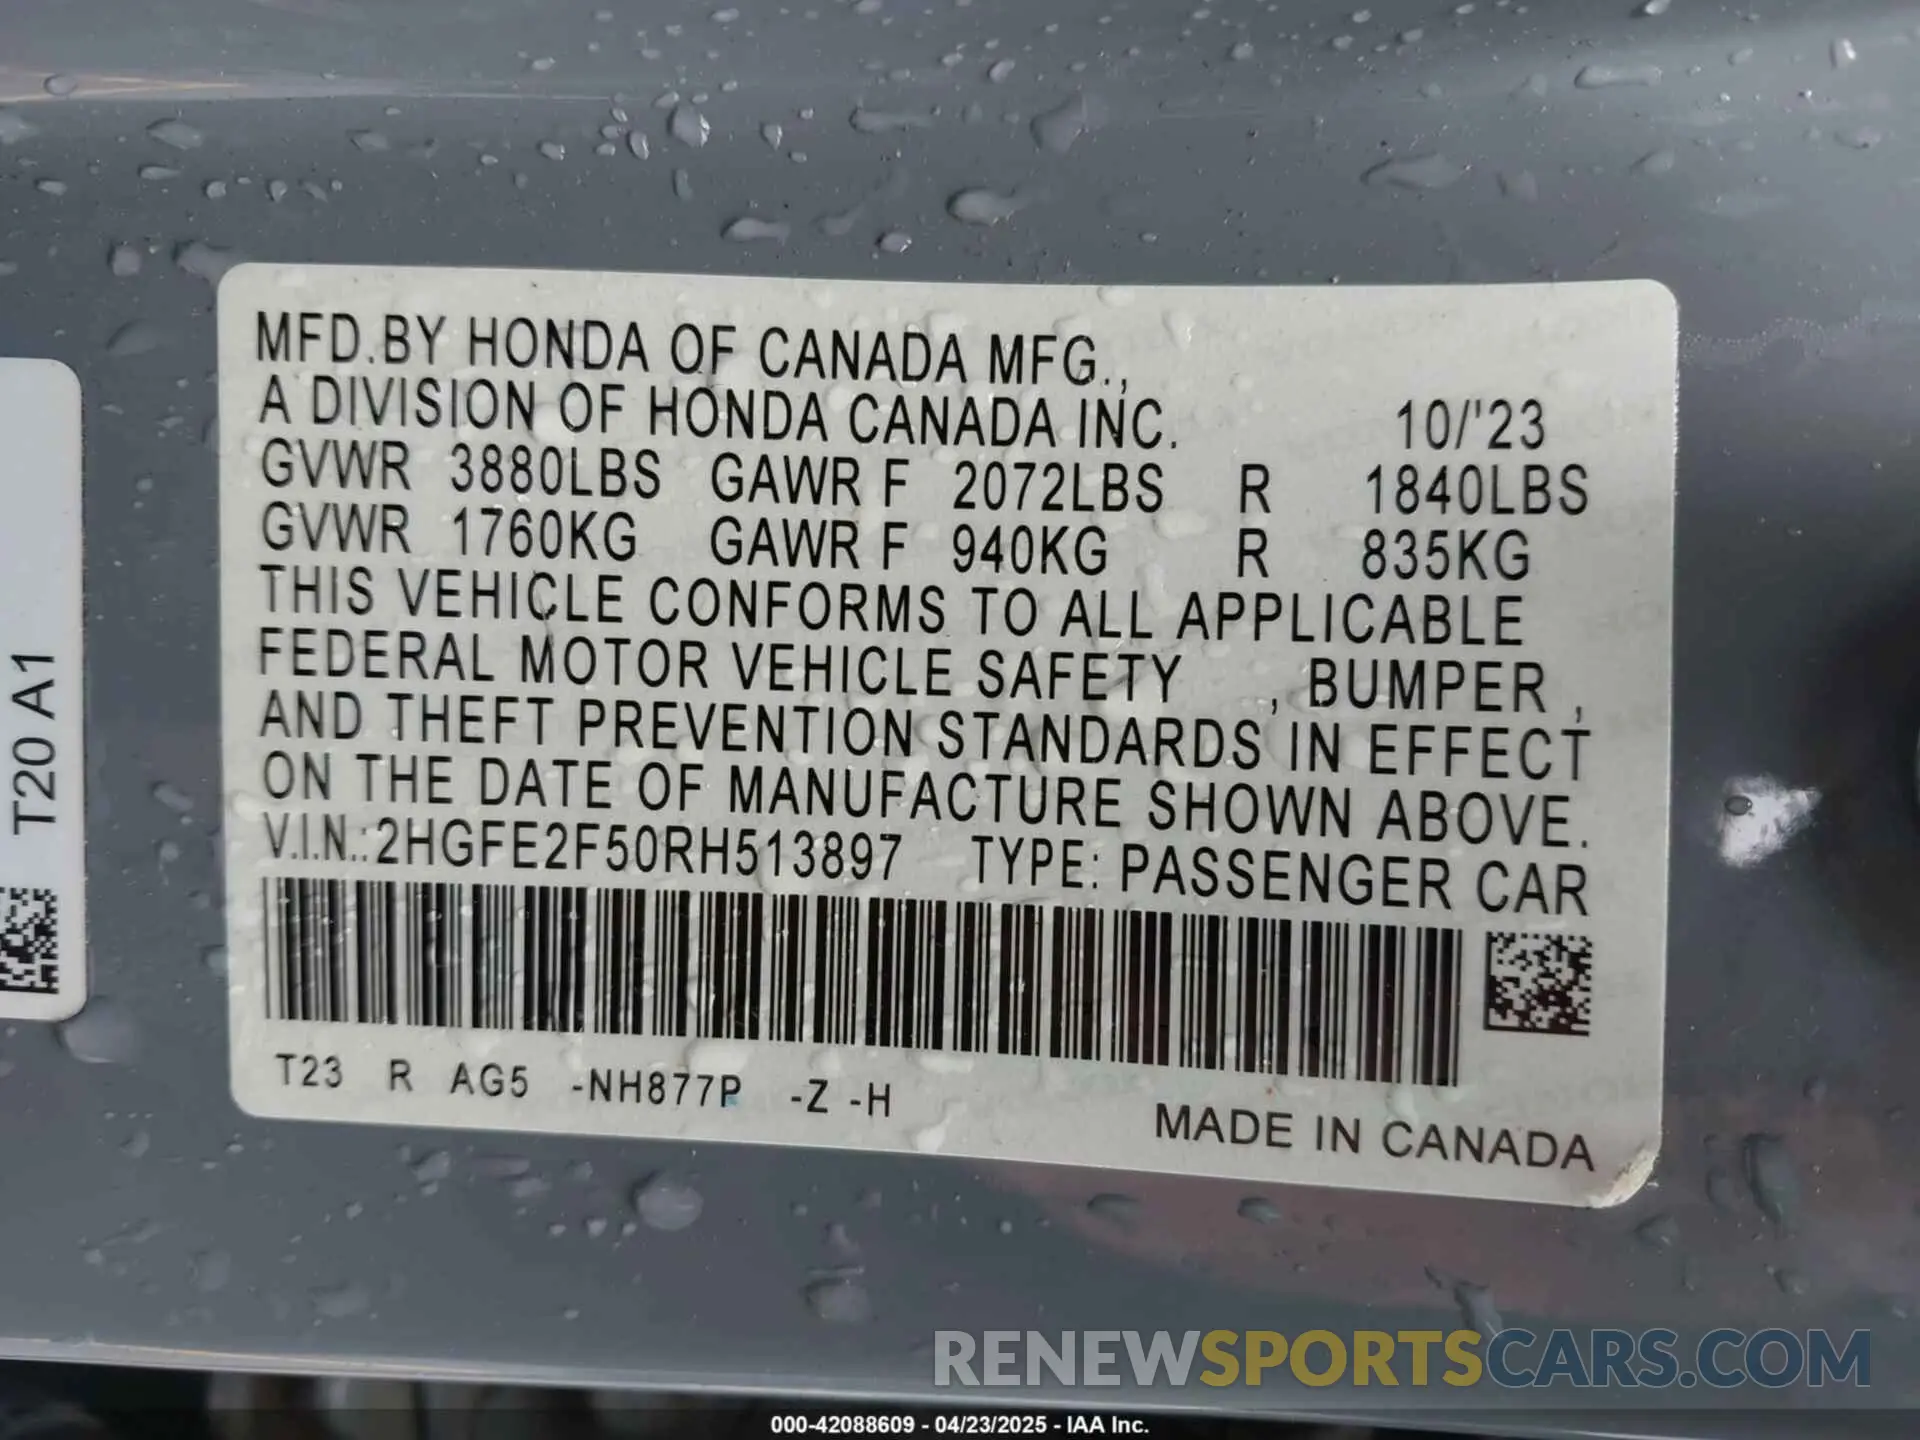 MFD.BY HONDA OF CANADA MFG.,
A DIVISION OF HONDA CANADA INC. 10/'23
GVWR 3880LBS GAWR F 2072LBS R 1840LBS
GVWR 1760KG GAWR F 940KG R 835KG
THIS VEHICLE CONFORMS TO ALL APPLICABLE
FEDERAL MOTOR VEHICLE SAFETY , BUMPER ,
AND THEFT PREVENTION STANDARDS IN EFFECT
ON THE DATE OF MANUFACTURE SHOWN ABOVE.
V.I.N.:2HGFE2F50RH513897 TYPE: PASSENGER CAR
T23 R AG5 -NH877P -Z -H
MADE IN CANADA
T20 A1
RENEWSPORTSCARS.COM
000-42088609 - 04/23/2025 - IAA Inc.